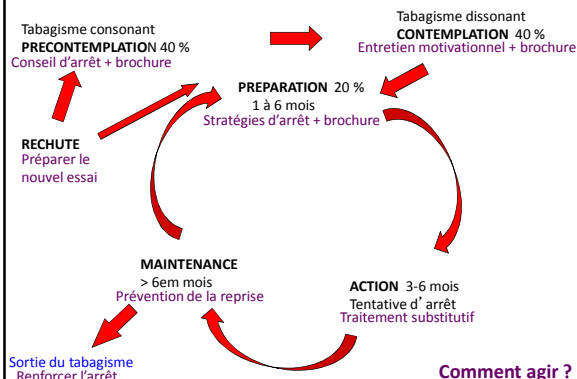 Tabagisme consonant
PRECONTEMPLATION 40 %
Conseil d'arrêt + brochure
Tabagisme dissonant
CONTEMPLATION 40 %
Entretien motivationnel + brochure
PREPARATION 20 %
1 à 6 mois
Stratégies d'arrêt + brochure
RECHUTE
Préparer le
nouvel essai
MAINTENANCE
> 6em mois
Prévention de la reprise
ACTION 3-6 mois
Tentative d' arrêt
Traitement substitutif
Sortie du tabagisme
Renforcer l'arrêt
Comment agir ?